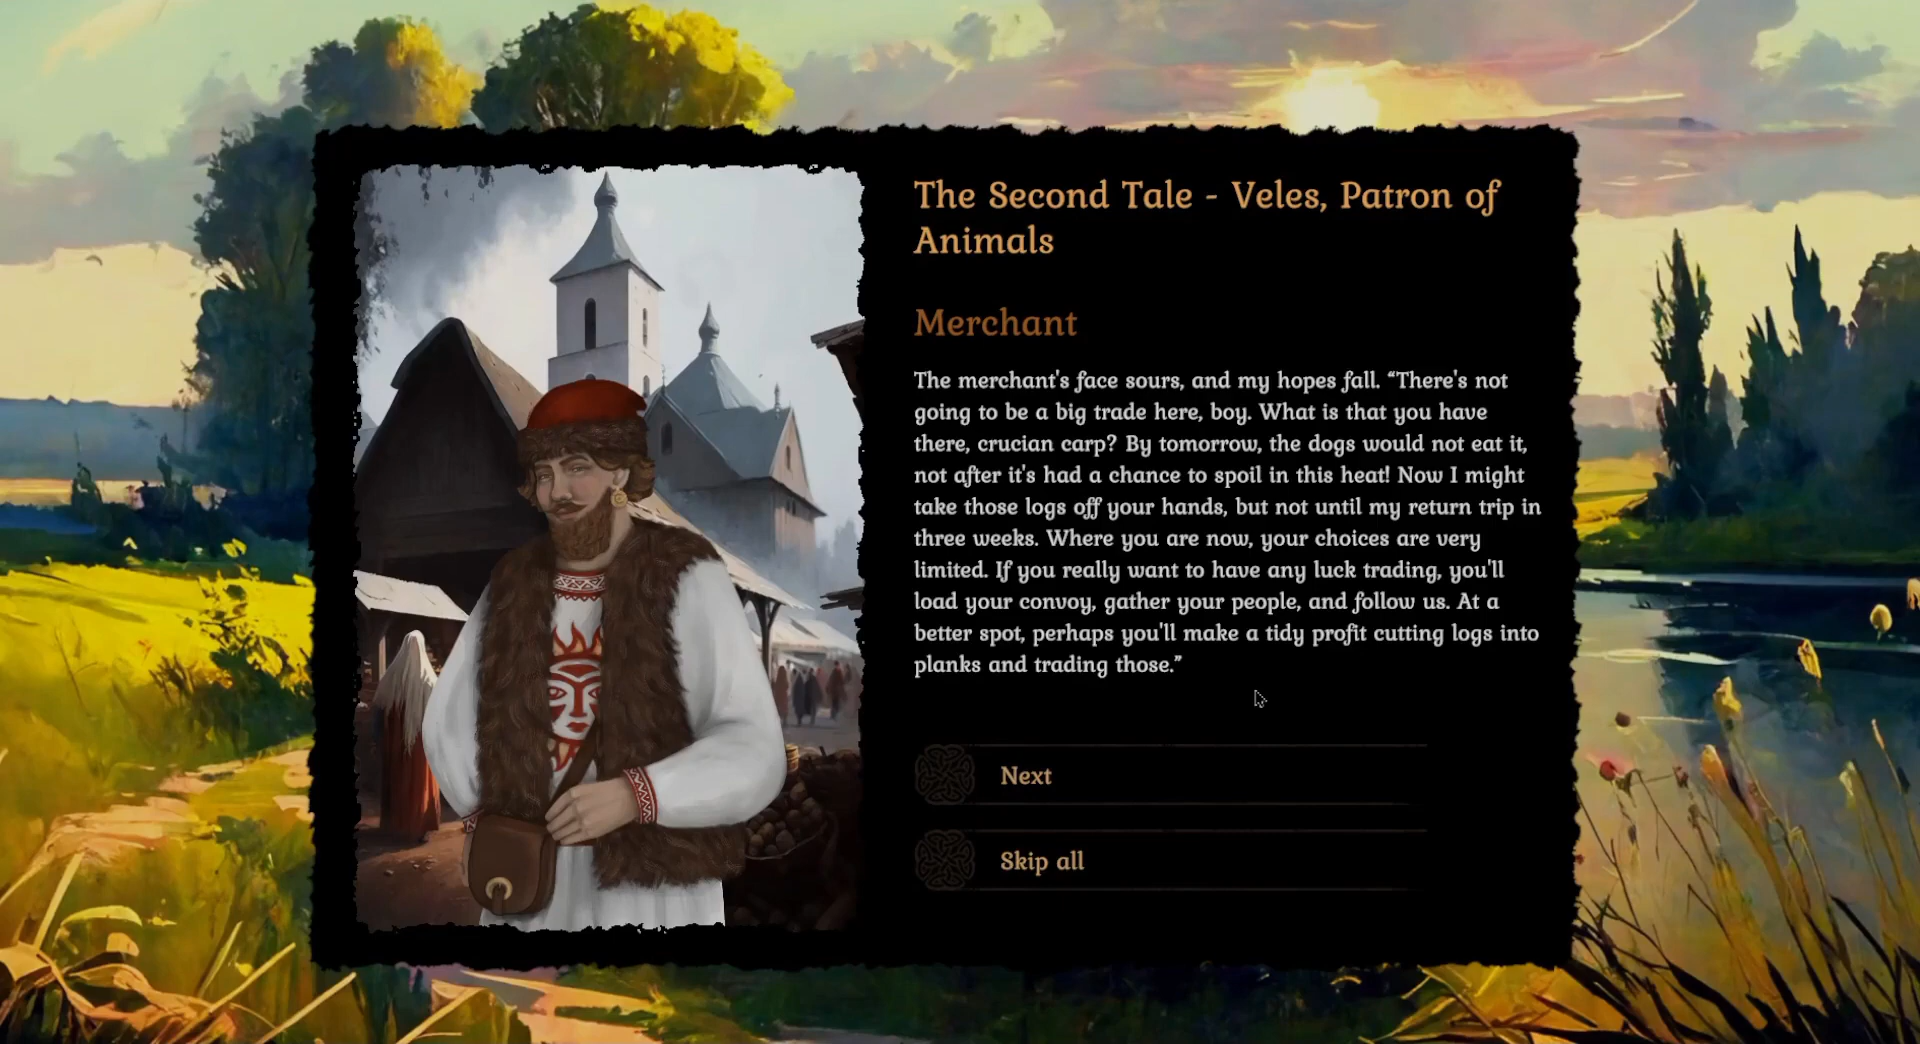 The Second Tale - Veles, Patron of
Animals
Merchant
The merchant's face sours, and my hopes fall. “There's not
going to be a big trade here, boy. What is that you have
there, crucian carp? By tomorrow, the dogs would not eat it,
not after it's had a chance to spoil in this heat! Now I might
take those logs off your hands, but not until my return trip in
three weeks. Where you are now, your choices are very
limited. If you really want to have any luck trading, you'll
load your convoy, gather your people, and follow us. At a
better spot, perhaps you'll make a tidy profit cutting logs into
planks and trading those.”
Next
Skip all